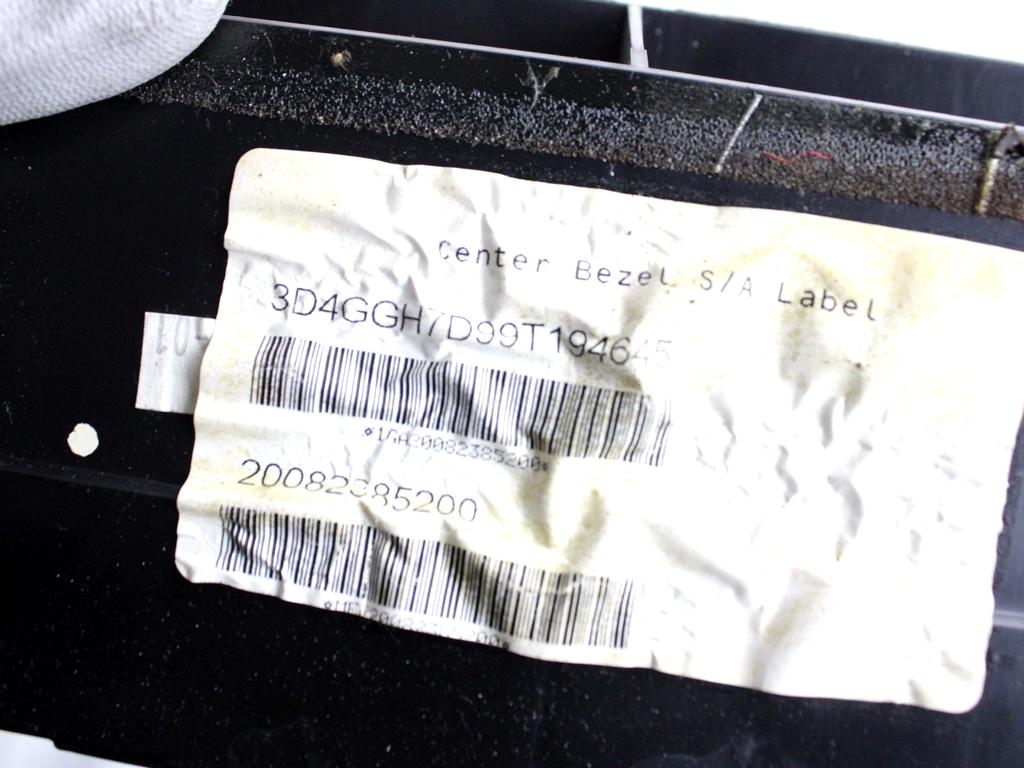 Center Bezel S/A Label
3D4GGH7D99T194645
*1GA20082385200*
20082385200